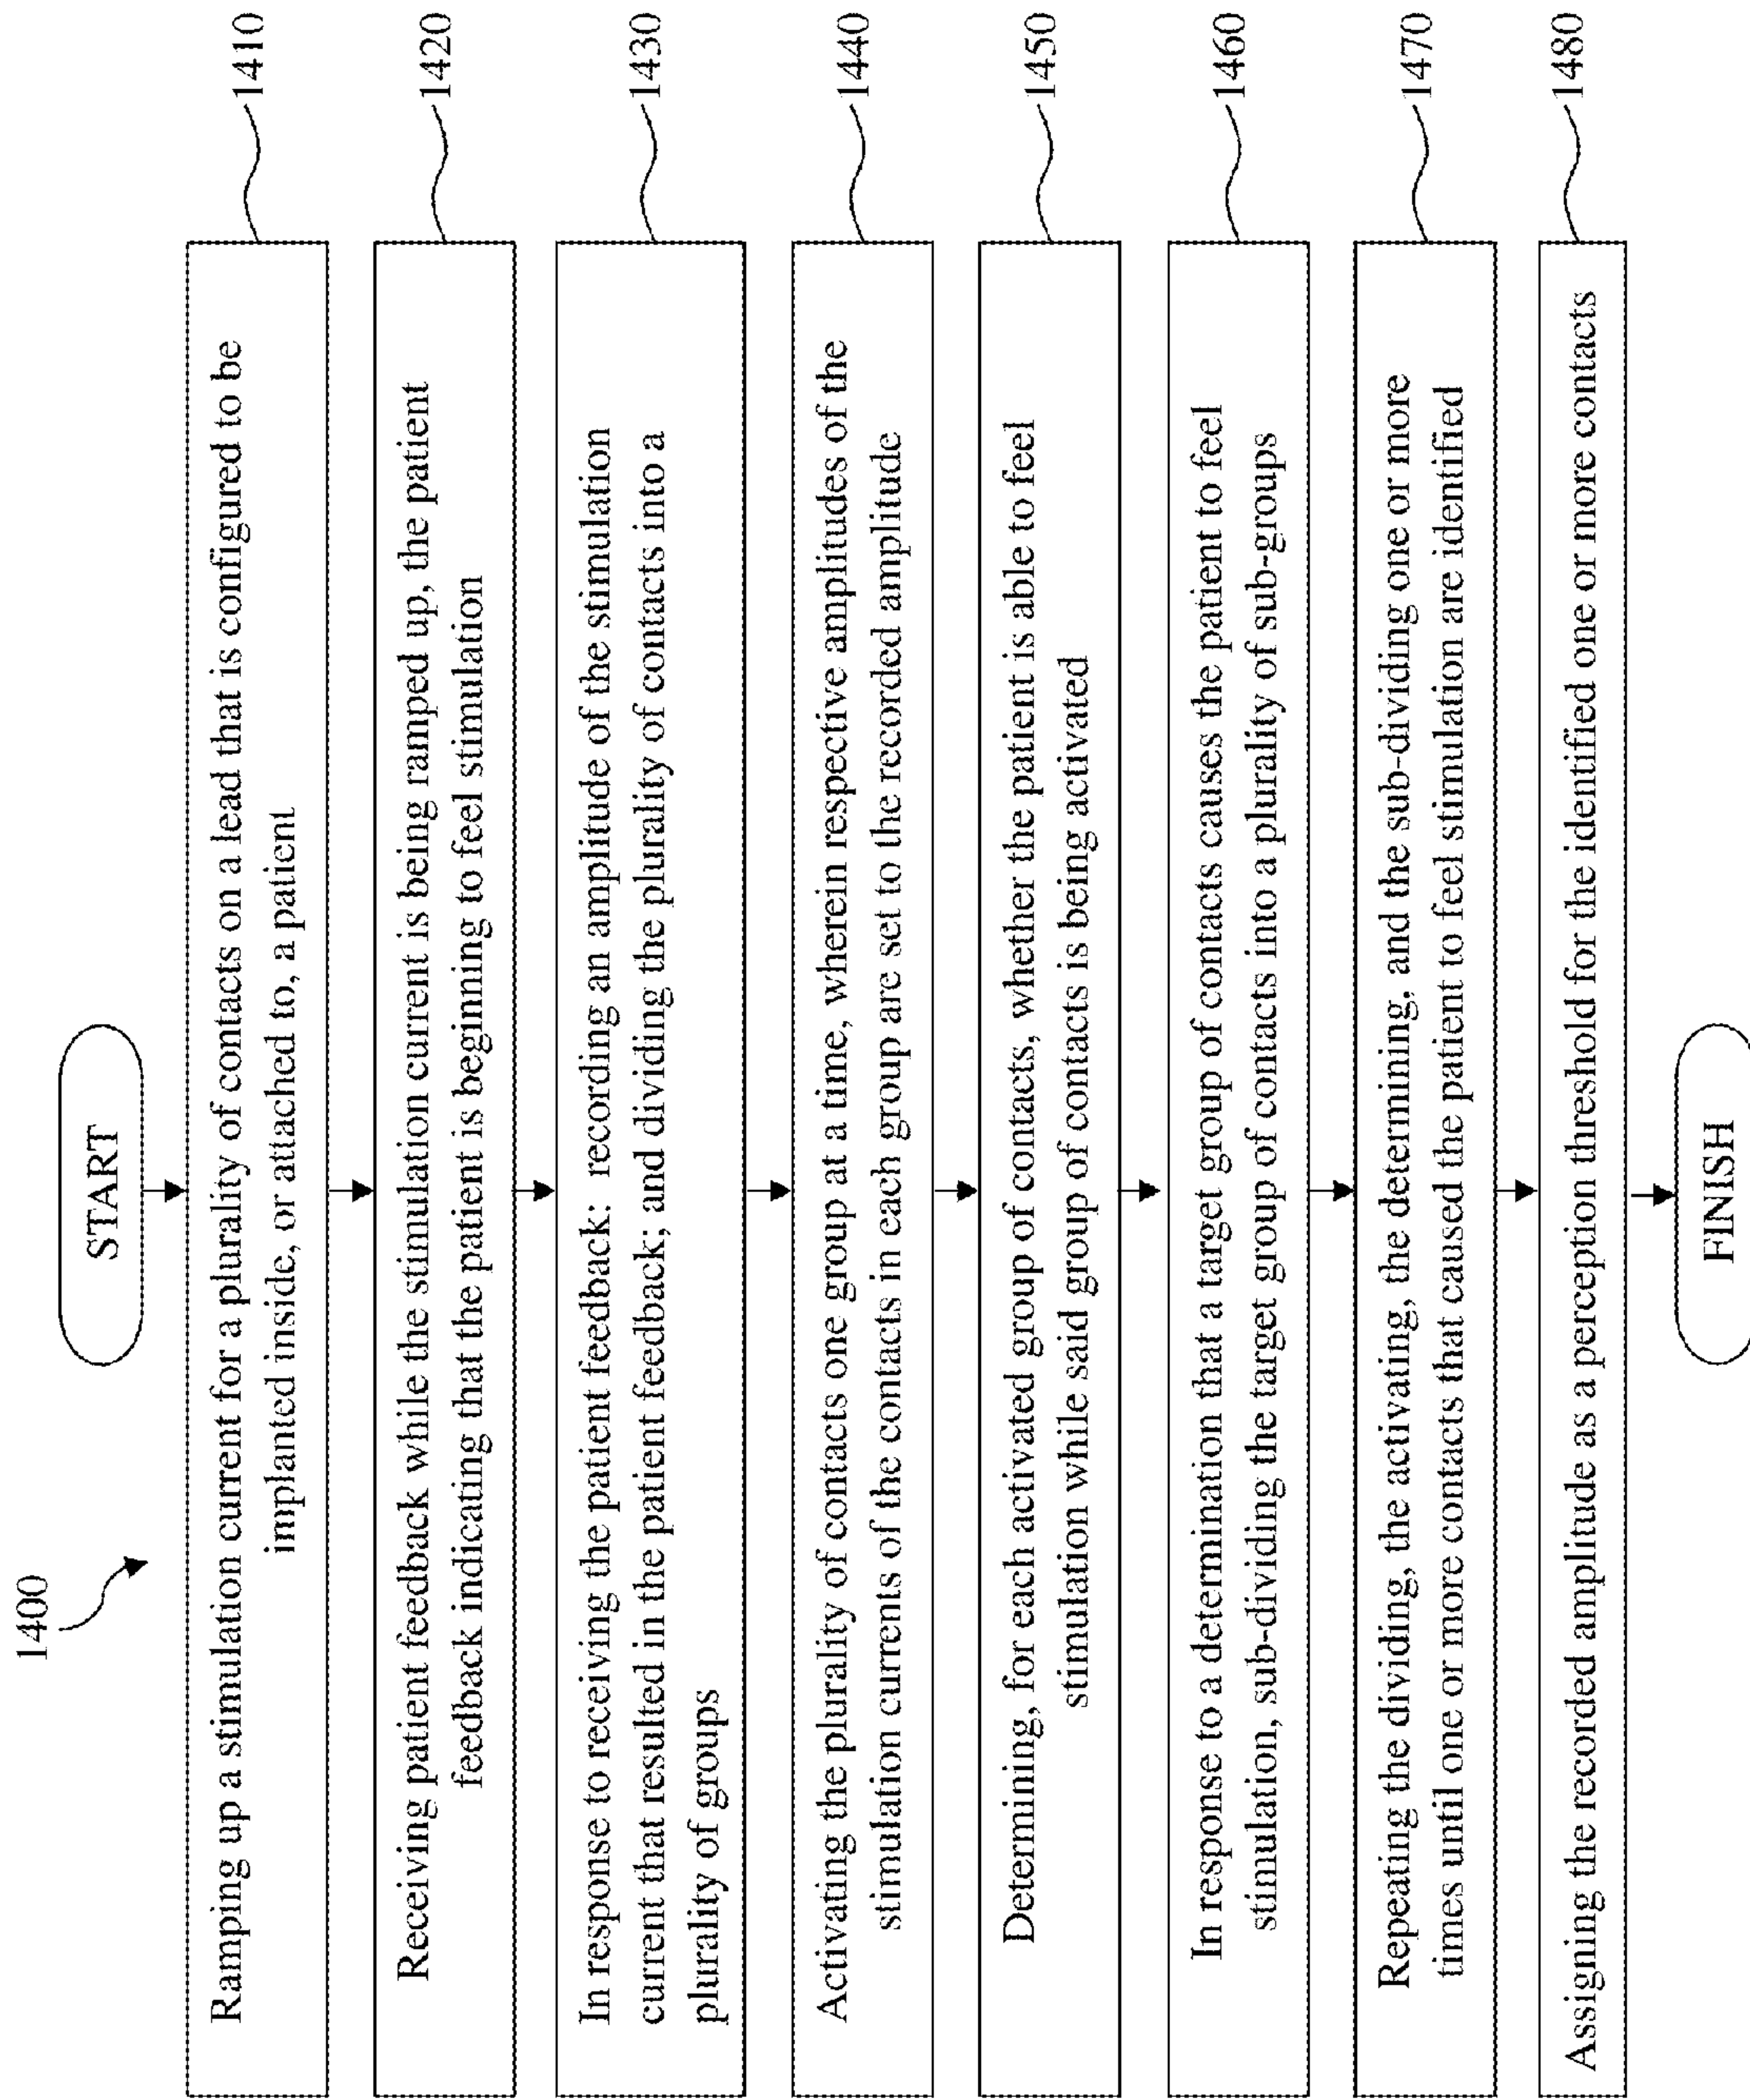 1400
START
Ramping up a stimulation current for a plurality of contacts on a lead that is configured to be
implanted inside, or attached to, a patient
1410
Receiving patient feedback while the stimulation current is being ramped up, the patient
feedback indicating that the patient is beginning to feel stimulation
1420
In response to receiving the patient feedback: recording an amplitude of the stimulation
current that resulted in the patient feedback; and dividing the plurality of contacts into a
plurality of groups
1430
Activating the plurality of contacts one group at a time, wherein respective amplitudes of the
stimulation currents of the contacts in each group are set to the recorded amplitude
1440
Determining, for each activated group of contacts, whether the patient is able to feel
stimulation while said group of contacts is being activated
1450
In response to a determination that a target group of contacts causes the patient to feel
stimulation, sub-dividing the target group of contacts into a plurality of sub-groups
1460
Repeating the dividing, the activating, the determining, and the sub-dividing one or more
times until one or more contacts that caused the patient to feel stimulation are identified
1470
Assigning the recorded amplitude as a perception threshold for the identified one or more contacts
1480
FINISH